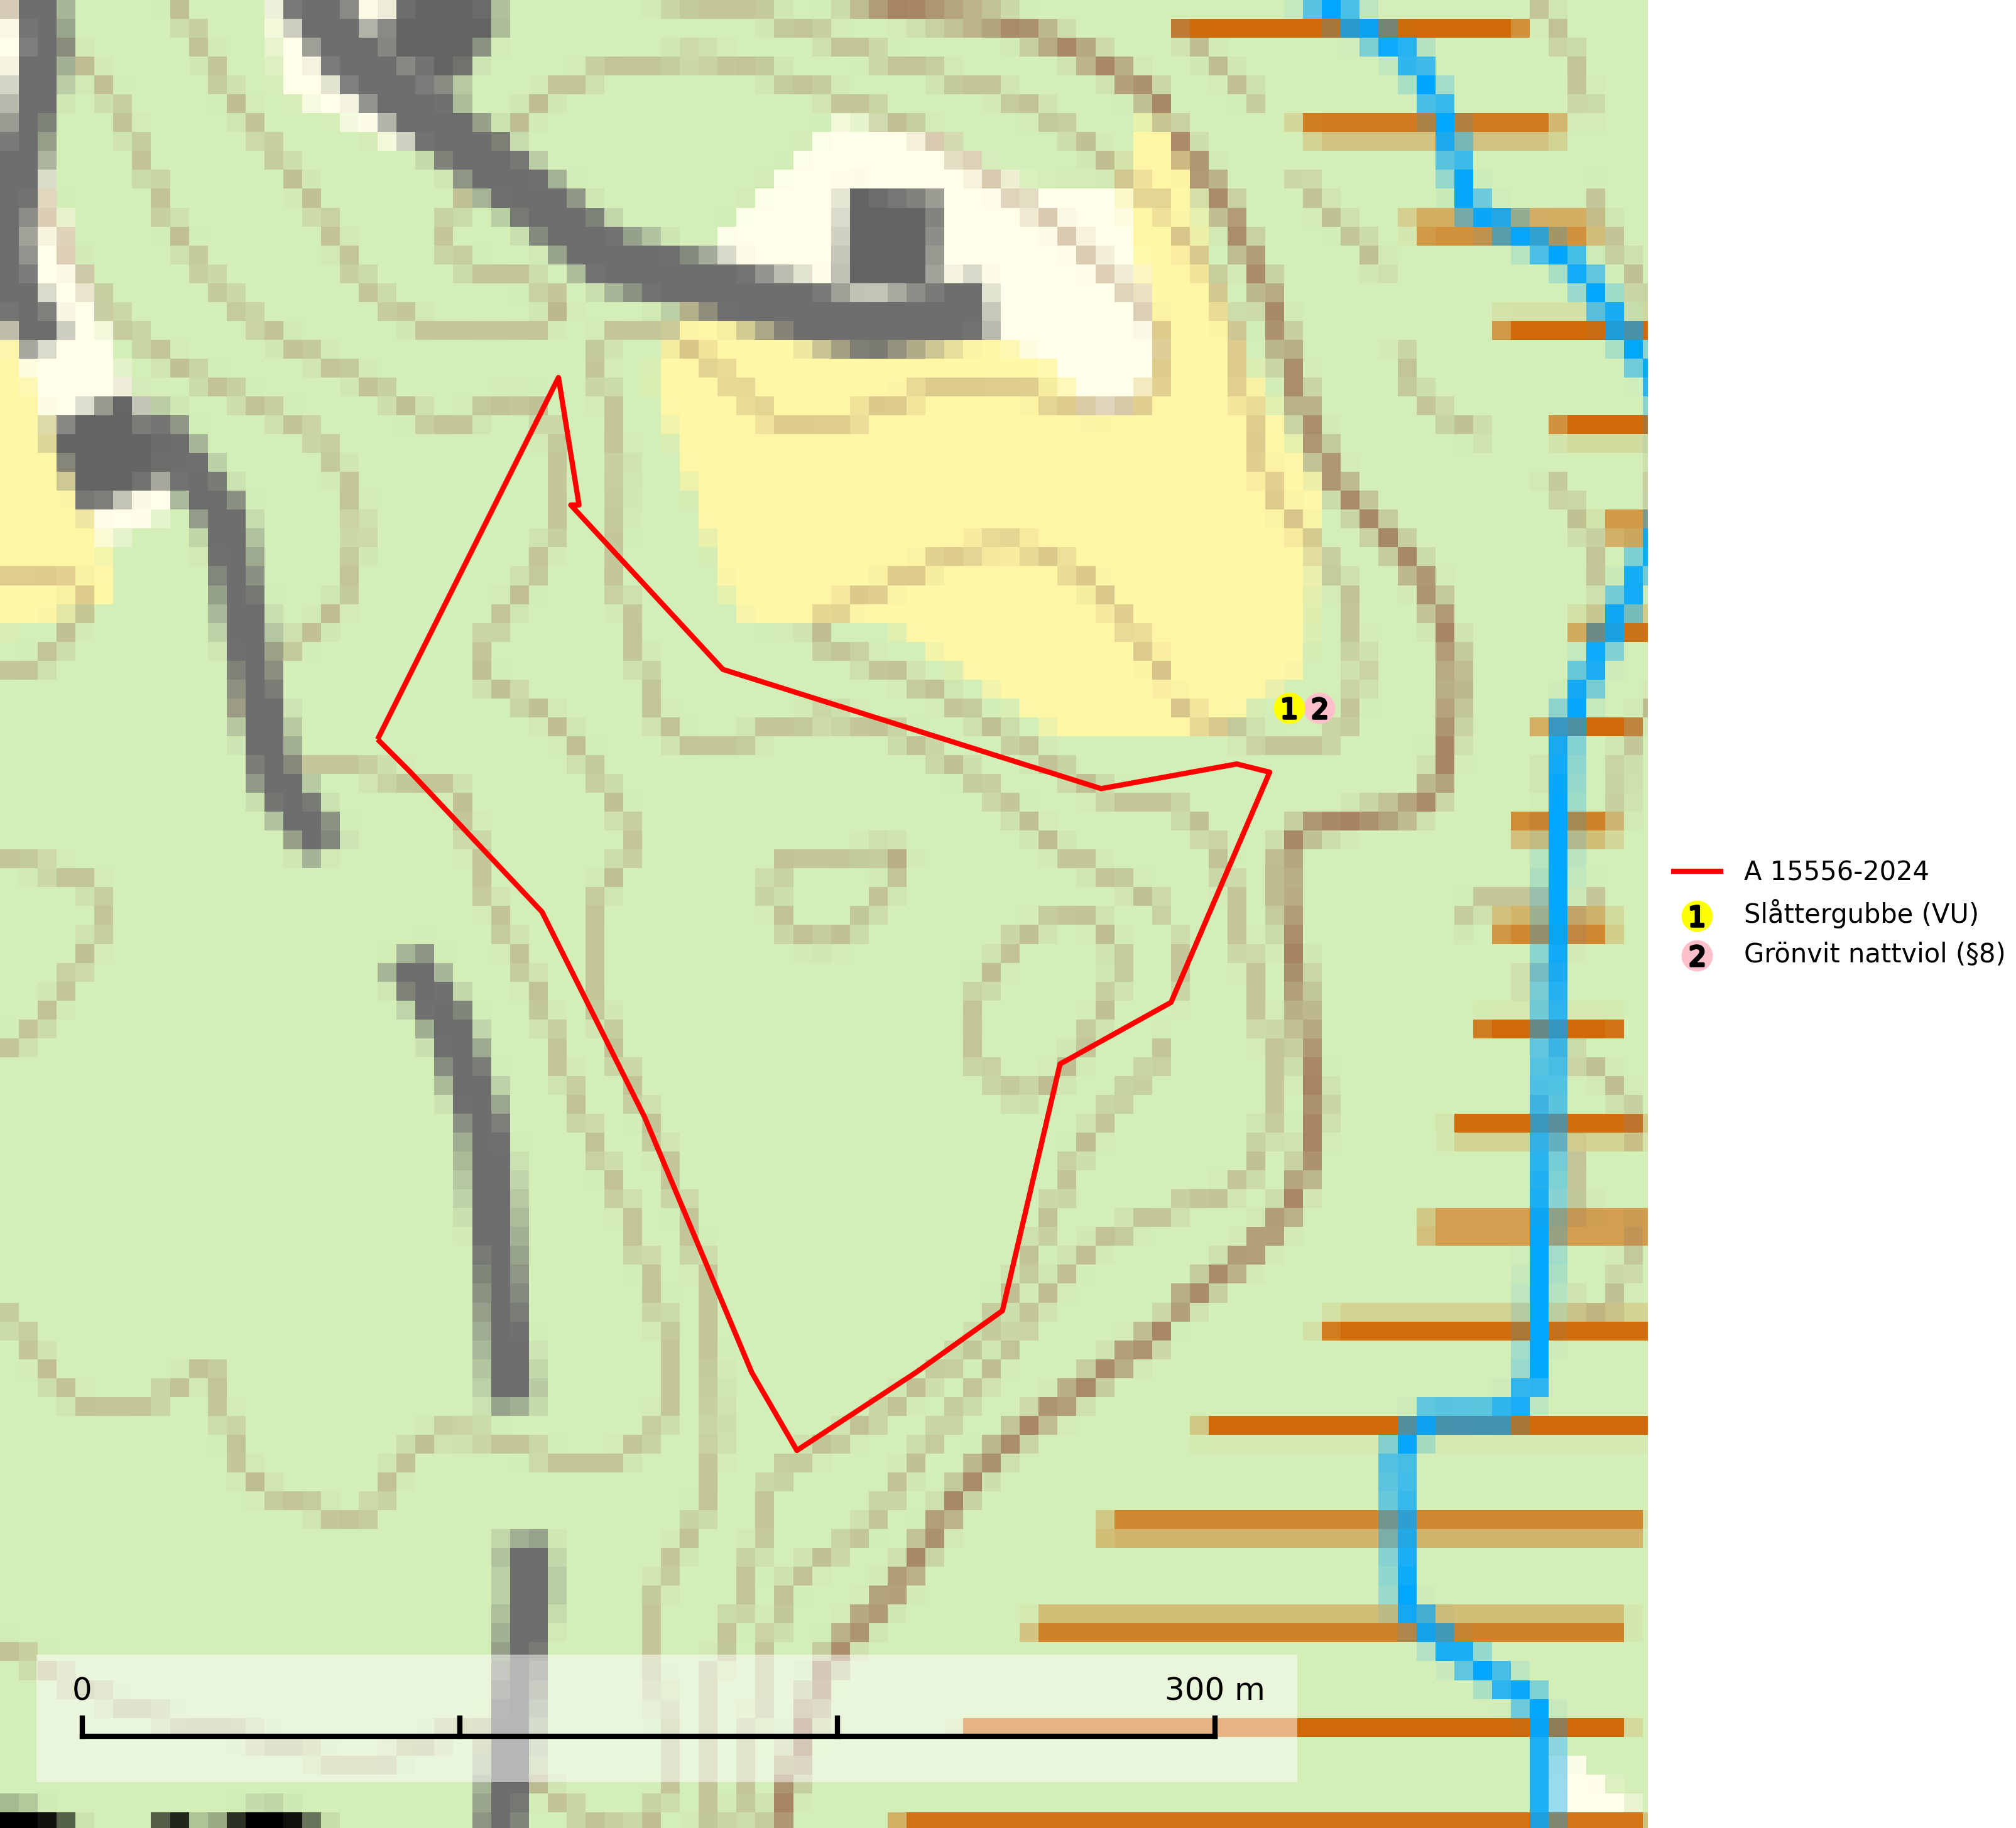 1 2
A 15556-2024
1 Slåttergubbe (VU)
2 Grönvit nattviol (§8)
0 300 m